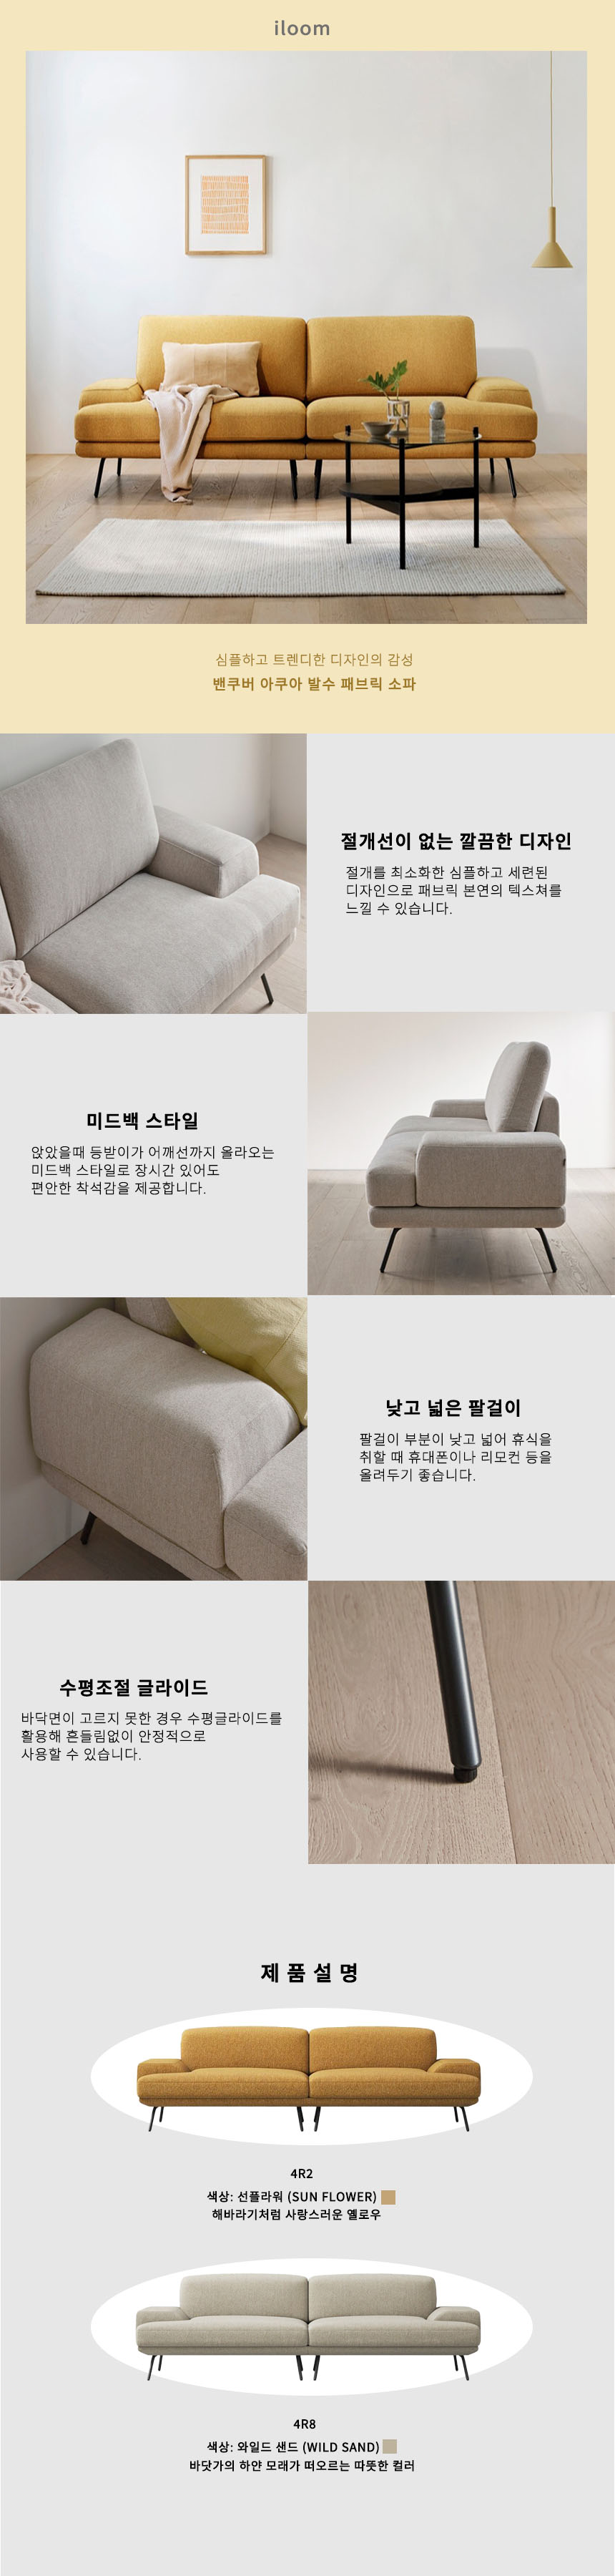 iloom
심플하고 트렌디한 디자인의 감성
밴쿠버 아쿠아 발수 패브릭 소파
절개선이 없는 깔끔한 디자인
절개를 최소화한 심플하고 세련된
디자인으로 패브릭 본연의 텍스쳐를
느낄 수 있습니다.
미드백 스타일
앉았을때 등받이가 어깨선까지 올라오는
미드백 스타일로 장시간 있어도
편안한 착석감을 제공합니다.
낮고 넓은 팔걸이
팔걸이 부분이 낮고 넓어 휴식을
취할 때 휴대폰이나 리모컨 등을
올려두기 좋습니다.
수평조절 글라이드
바닥면이 고르지 못한 경우 수평글라이드를
활용해 흔들림없이 안정적으로
사용할 수 있습니다.
제 품 설 명
4R2
색상: 선플라워 (SUN FLOWER)
해바라기처럼 사랑스러운 옐로우
4R8
색상: 와일드 샌드 (WILD SAND)
바닷가의 하얀 모래가 떠오르는 따뜻한 컬러